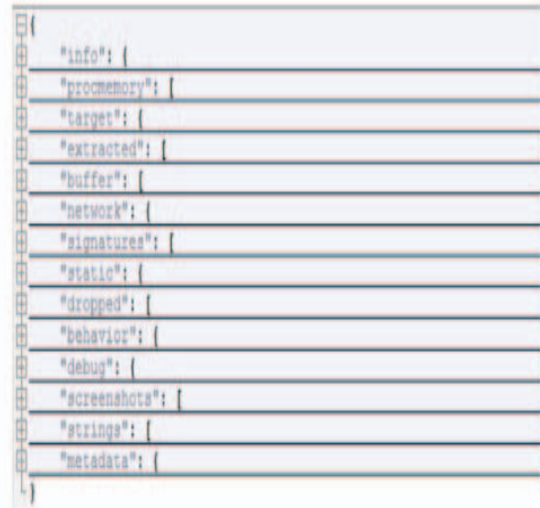 {
"info": {
"procmemory": [
"target": {
"extracted": [
"buffer": [
"network": {
"signatures": [
"static": {
"dropped": [
"behavior": {
"debug": {
"screenshots": [
"strings": [
"metadata": {
}